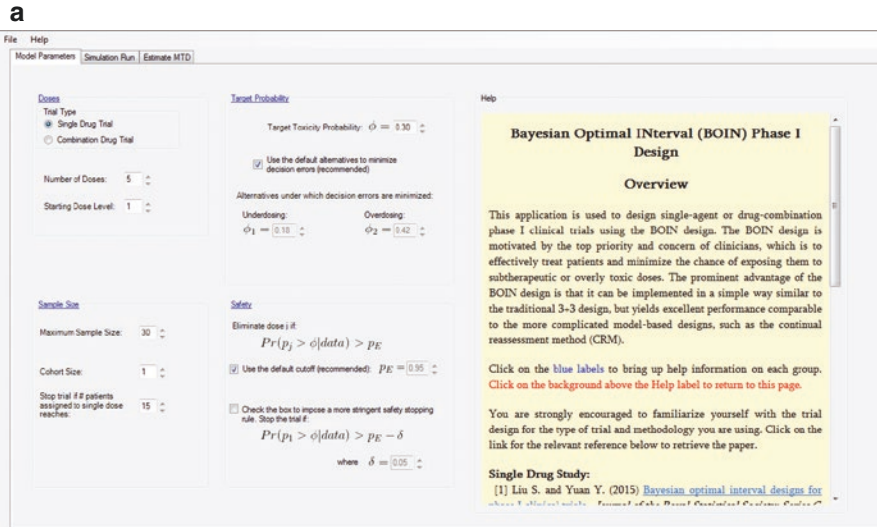 a
File Help
Model Parameters Simulation Run Estimate MTD
Doses
Trial Type
Single Drug Trial
Combination Drug Trial
Number of Doses: 5
Starting Dose Level: 1
Target Probability
Target Toxicity Probability: ϕ = 0.30
Use the default alternatives to minimize
decision errors (recommended)
Alternatives under which decision errors are minimized:
Underdosing: Overdosing:
ϕ₁ = 0.18 ϕ₂ = 0.42
Sample Size
Maximum Sample Size: 30
Cohort Size: 1
Stop trial if # patients
assigned to single dose
reaches: 15
Safety
Eliminate dose j if:
Pr(pⱼ > ϕ|data) > p_E
Use the default cutoff (recommended): p_E = 0.95
Check the box to impose a more stringent safety stopping
rule. Stop the trial if:
Pr(p₁ > ϕ|data) > p_E − δ
where δ = 0.05
Help
Bayesian Optimal INterval (BOIN) Phase I
Design
Overview
This application is used to design single-agent or drug-combination
phase I clinical trials using the BOIN design. The BOIN design is
motivated by the top priority and concern of clinicians, which is to
effectively treat patients and minimize the chance of exposing them to
subtherapeutic or overly toxic doses. The prominent advantage of the
BOIN design is that it can be implemented in a simple way similar to
the traditional 3+3 design, but yields excellent performance comparable
to the more complicated model-based designs, such as the continual
reassessment method (CRM).
Click on the blue labels to bring up help information on each group.
Click on the background above the Help label to return to this page.
You are strongly encouraged to familiarize yourself with the trial
design for the type of trial and methodology you are using. Click on the
link for the relevant reference below to retrieve the paper.
Single Drug Study:
[1] Liu S. and Yuan Y. (2015) Bayesian optimal interval designs for
phase I clinical trials. Journal of the Royal Statistical Society: Series C